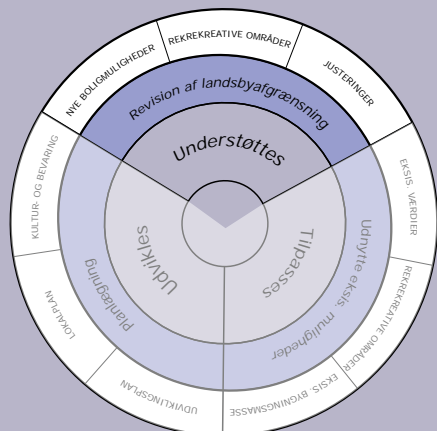 NYE BOLIGMULIGHEDER
REKREKREATIVE OMRÅDER
JUSTERINGER
Revision af landsbyafgrænsning
Understøttes
EKSIS. VÆRDIER
REKREKREATIVE OMRÅDER
EKSIS. BYGNINGSMASSE
Udnytte eksis. muligheder
Tilpasses
KULTUR- OG BEVARING
LOKALPLAN
UDVIKLINGSPLAN
Planlægning
Udvikles